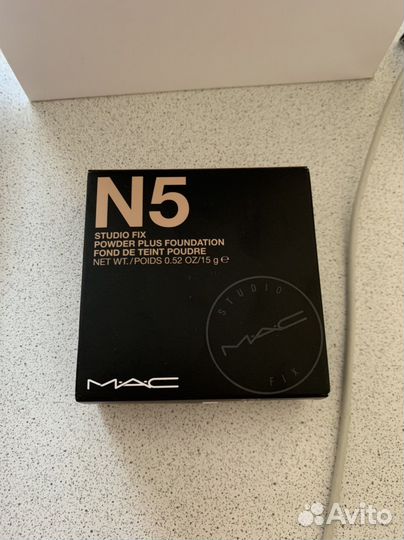 N5
STUDIO FIX
POWDER PLUS FOUNDATION
FOND DE TEINT POUDRE
NET WT./POIDS 0.52 OZ/15 g ℮
STUDIO
MAC
FIX
M·A·C
Avito